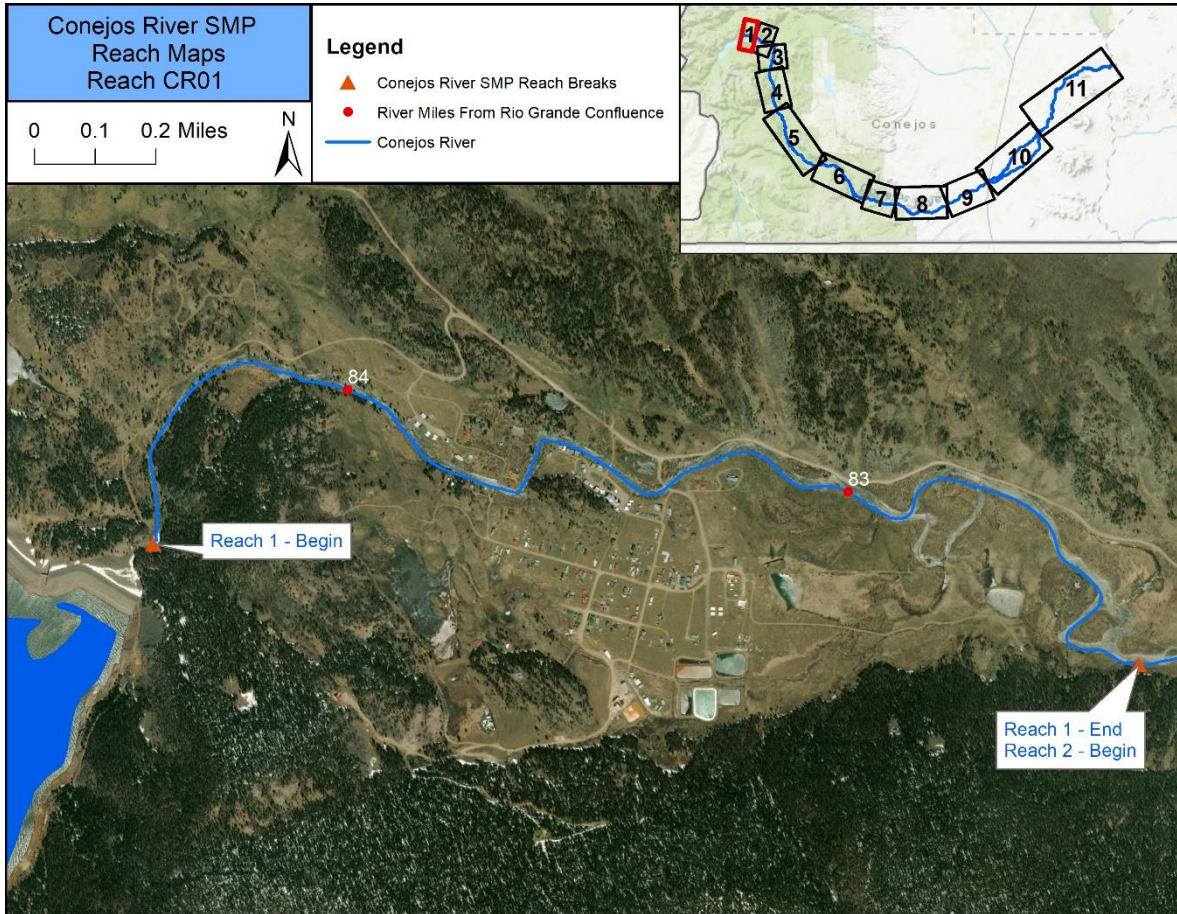 Conejos River SMP
Reach Maps
Reach CR01
0 0.1 0.2 Miles
N
Legend
Conejos River SMP Reach Breaks
River Miles From Rio Grande Confluence
Conejos River
1
2
3
4
5
6
7
8
9
10
11
Conejos
84
83
Reach 1 - Begin
Reach 1 - End
Reach 2 - Begin